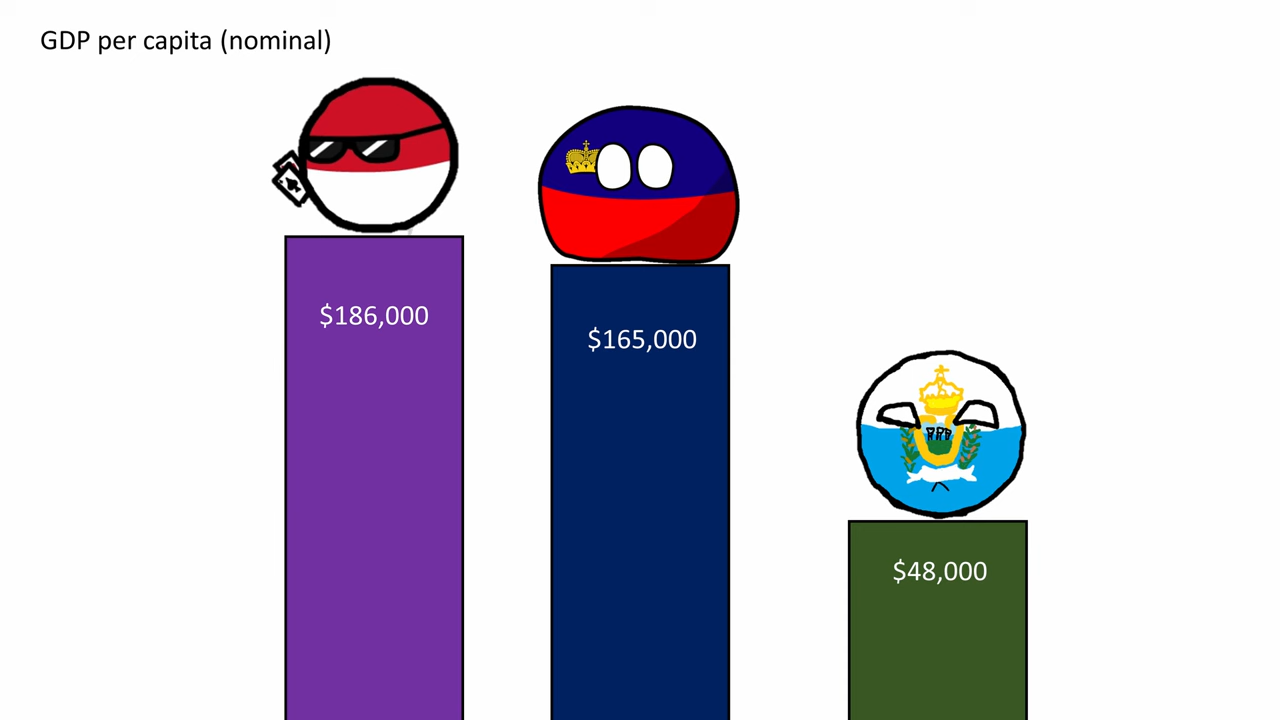 GDP per capita (nominal)
$186,000
$165,000
$48,000